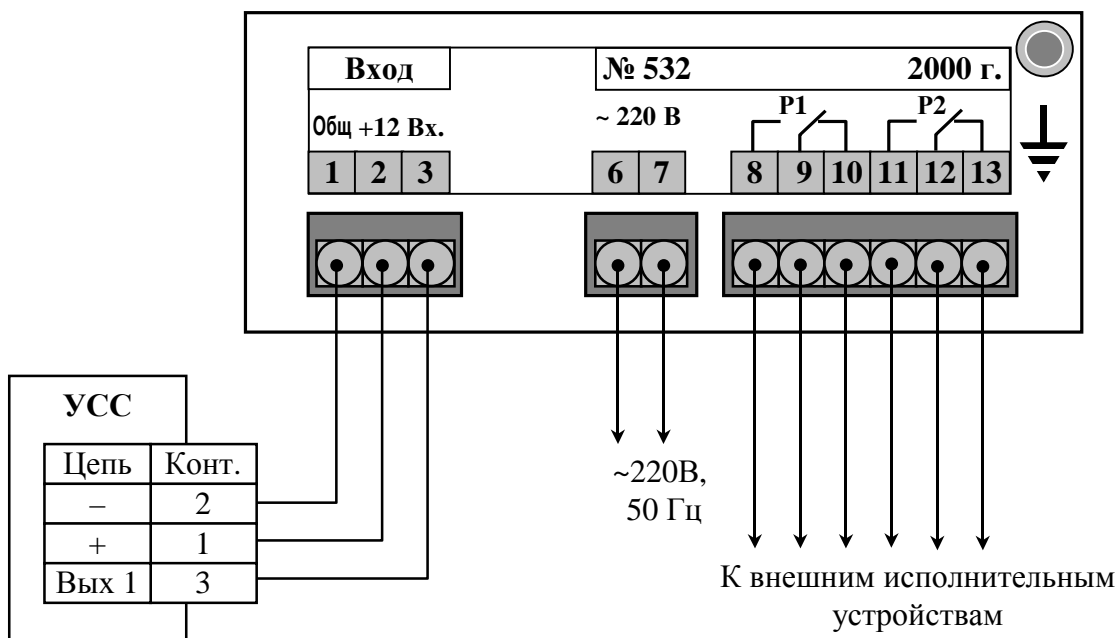 Вход
№ 532 2000 г.
Общ +12 Вх.
~ 220 В
Р1
Р2
1 2 3
6 7
8 9 10 11 12 13
УСС
Цепь Конт.
– 2
+ 1
Вых 1 3
~220В,
50 Гц
К внешним исполнительным
устройствам